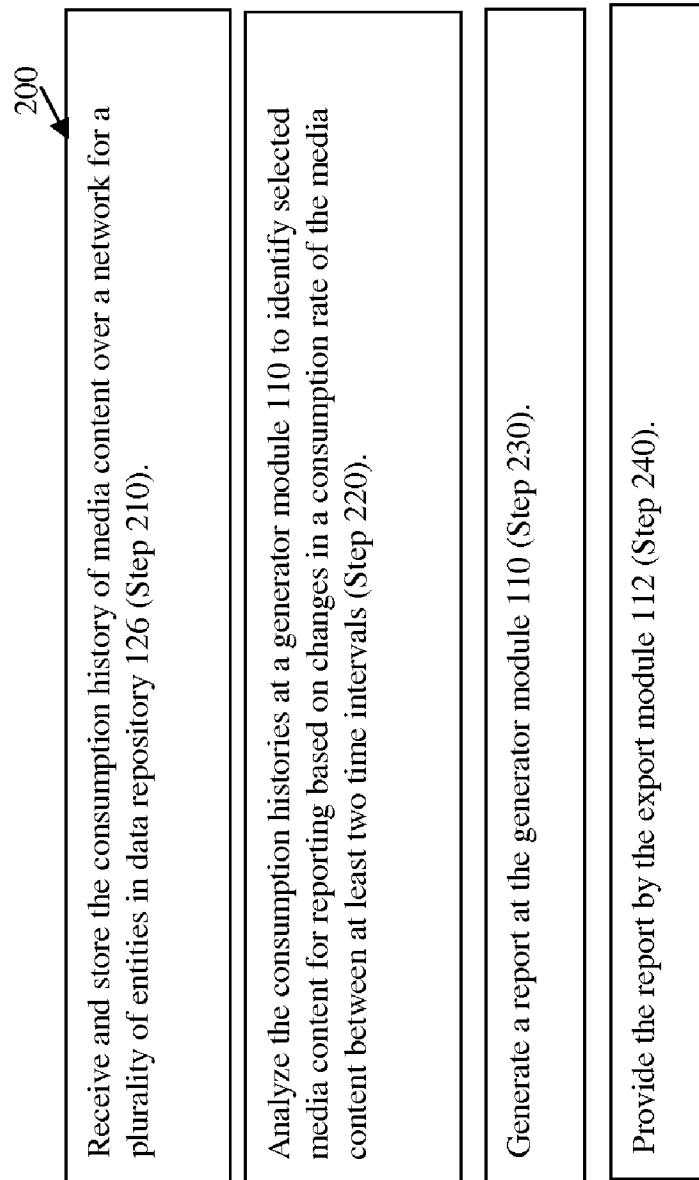 200
Receive and store the consumption history of media content over a network for a
plurality of entities in data repository 126 (Step 210).
Analyze the consumption histories at a generator module 110 to identify selected
media content for reporting based on changes in a consumption rate of the media
content between at least two time intervals (Step 220).
Generate a report at the generator module 110 (Step 230).
Provide the report by the export module 112 (Step 240).